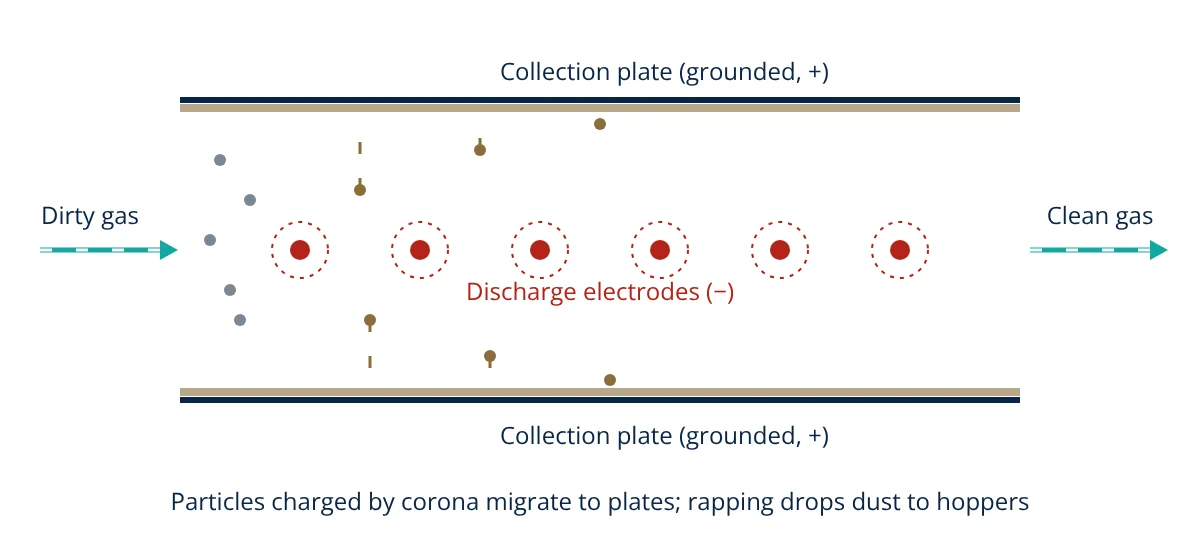 Collection plate (grounded, +)
Dirty gas
Clean gas
Discharge electrodes (−)
Collection plate (grounded, +)
Particles charged by corona migrate to plates; rapping drops dust to hoppers